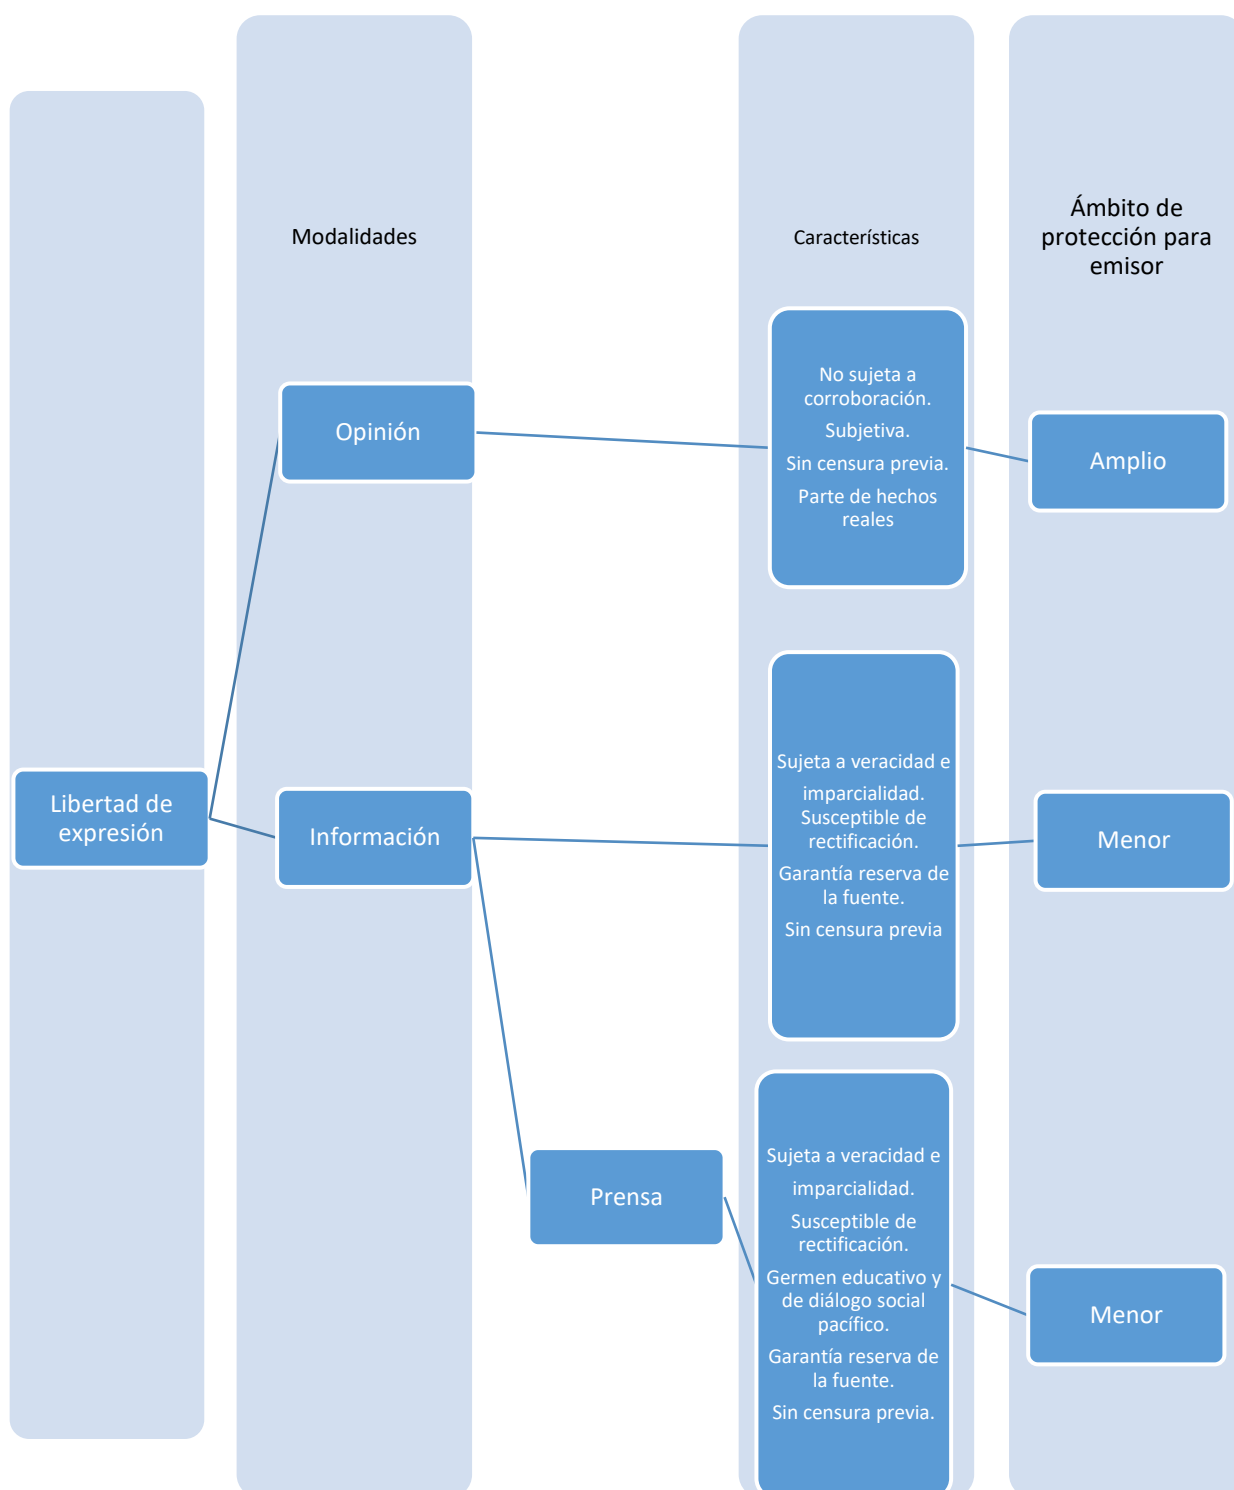 Modalidades
Características
Ámbito de
protección para
emisor
Opinión
No sujeta a
corroboración.
Subjetiva.
Sin censura previa.
Parte de hechos
reales
Amplio
Libertad de
expresión
Información
Sujeta a veracidad e
imparcialidad.
Susceptible de
rectificación.
Garantía reserva de
la fuente.
Sin censura previa
Menor
Prensa
Sujeta a veracidad e
imparcialidad.
Susceptible de
rectificación.
Germen educativo y
de diálogo social
pacífico.
Garantía reserva de
la fuente.
Sin censura previa.
Menor